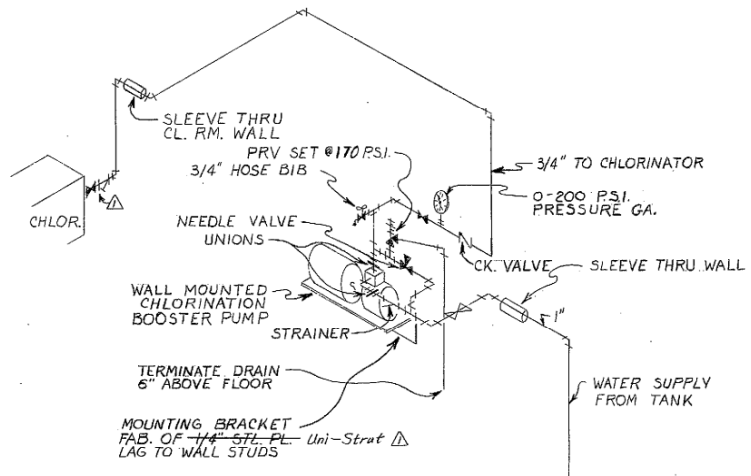 SLEEVE THRU
CL. RM. WALL
PRV SET @170 P.S.I.
3/4" HOSE BIB
3/4" TO CHLORINATOR
0-200 P.S.I.
PRESSURE GA.
CHLOR.
1
NEEDLE VALVE
UNIONS
CK. VALVE
SLEEVE THRU WALL
WALL MOUNTED
CHLORINATION
BOOSTER PUMP
STRAINER
1"
TERMINATE DRAIN
6" ABOVE FLOOR
WATER SUPPLY
FROM TANK
MOUNTING BRACKET
FAB. OF 1/4" STL. PL. Uni-Strat 1
LAG TO WALL STUDS